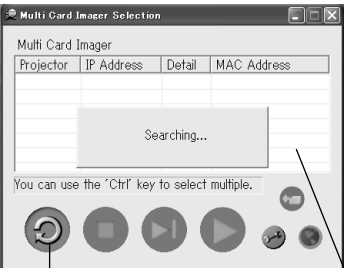 Multi Card Imager Selection
Multi Card Imager
Projector IP Address Detail MAC Address
Searching...
You can use the 'Ctrl' key to select multiple.